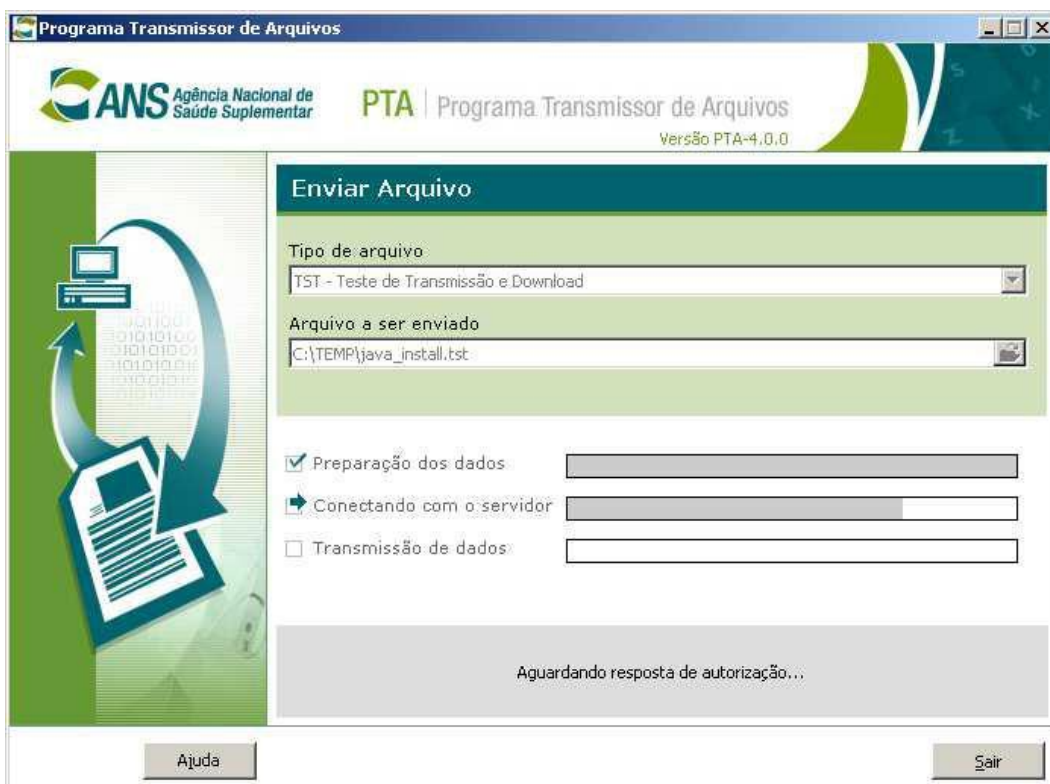 Programa Transmissor de Arquivos
ANS Agência Nacional de
Saúde Suplementar
PTA | Programa Transmissor de Arquivos
Versão PTA-4.0.0
Enviar Arquivo
Tipo de arquivo
TST - Teste de Transmissão e Download
Arquivo a ser enviado
C:\TEMP\java_install.tst
Preparação dos dados
Conectando com o servidor
Transmissão de dados
Aguardando resposta de autorização...
Ajuda
Sair